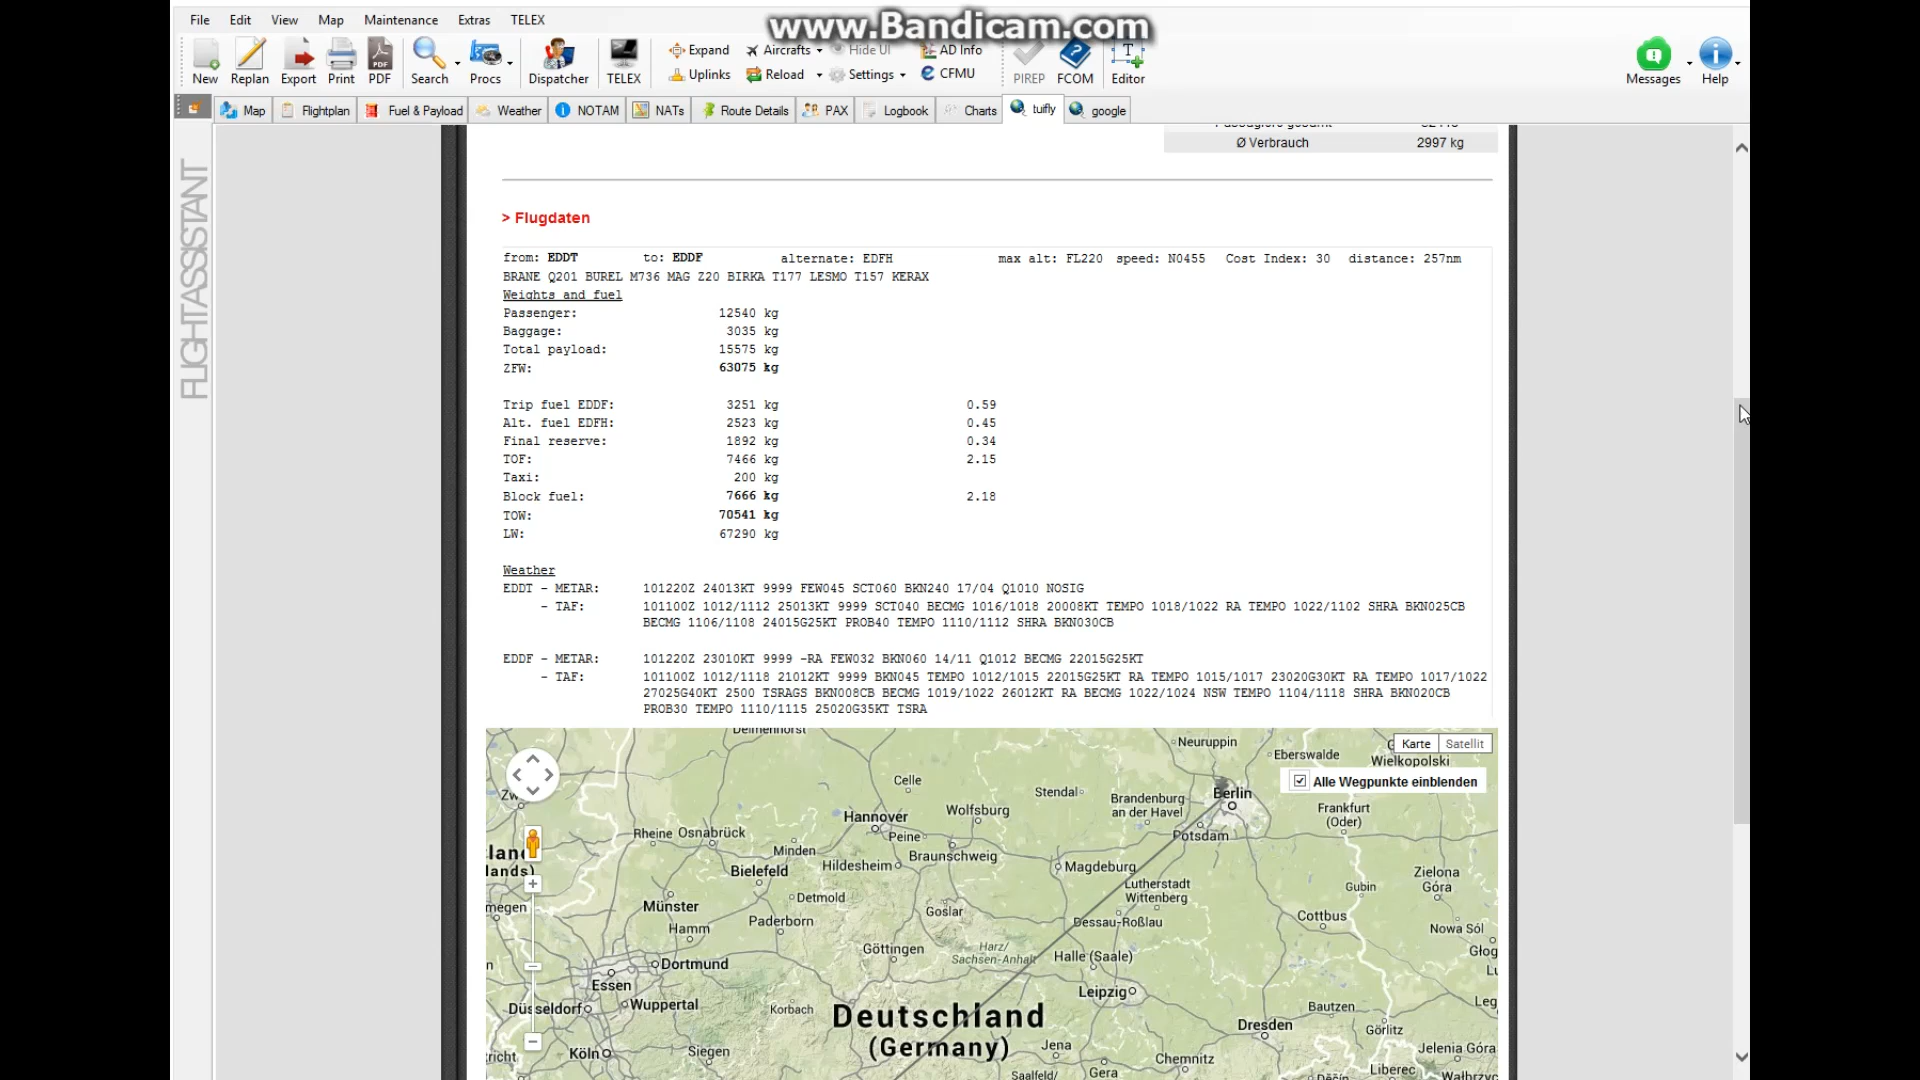 www.Bandicam.com
File Edit View Map Maintenance Extras TELEX
New Replan Export Print PDF Search Procs Dispatcher TELEX Expand Aircrafts Hide UI AD Info PIREP FCOM Editor Messages Help
Uplinks Reload Settings CFMU
Map Flightplan Fuel & Payload Weather NOTAM NATs Route Details PAX Logbook Charts tuifly google
FLIGHTASSISTANT
Ø Verbrauch 2997 kg
> Flugdaten
from: EDDT to: EDDF alternate: EDFH max alt: FL220 speed: N0455 Cost Index: 30 distance: 257nm
BRANE Q201 BUREL M736 MAG Z20 BIRKA T177 LESMO T157 KERAX
Weights and fuel
Passenger: 12540 kg
Baggage: 3035 kg
Total payload: 15575 kg
ZFW: 63075 kg
Trip fuel EDDF: 3251 kg 0.59
Alt. fuel EDFH: 2523 kg 0.45
Final reserve: 1892 kg 0.34
TOF: 7466 kg 2.15
Taxi: 200 kg
Block fuel: 7666 kg 2.18
TOW: 70541 kg
LW: 67290 kg
Weather
EDDT - METAR: 101220Z 24013KT 9999 FEW045 SCT060 BKN240 17/04 Q1010 NOSIG
- TAF: 101100Z 1012/1112 25013KT 9999 SCT040 BECMG 1016/1018 20008KT TEMPO 1018/1022 RA TEMPO 1022/1102 SHRA BKN025CB
BECMG 1106/1108 24015G25KT PROB40 TEMPO 1110/1112 SHRA BKN030CB
EDDF - METAR: 101220Z 23010KT 9999 -RA FEW032 BKN060 14/11 Q1012 BECMG 22015G25KT
- TAF: 101100Z 1012/1118 21012KT 9999 BKN045 TEMPO 1012/1015 22015G25KT RA TEMPO 1015/1017 23020G30KT RA TEMPO 1017/1022
27025G40KT 2500 TSRAGS BKN008CB BECMG 1019/1022 26012KT RA BECMG 1022/1024 NSW TEMPO 1104/1118 SHRA BKN020CB
PROB30 TEMPO 1110/1115 25020G35KT TSRA
Delmenhorst
Neuruppin
Karte Satellit
Eberswalde
Wielkopolski
Alle Wegpunkte einblenden
Celle
Stendal
Berlin
Brandenburg
an der Havel
Wolfsburg
Frankfurt
(Oder)
Hannover
Rheine Osnabrück
Peine
Potsdam
Minden
Braunschweig
Hildesheim
Magdeburg
Bielefeld
Zielona
Góra
Lutherstadt
Wittenberg
Gubin
Detmold
Münster
Goslar
Paderborn
Cottbus
Dessau-Roßlau
Hamm
Nowa Sól
Göttingen
Harz/
Sachsen-Anhalt
Halle (Saale)
Dortmund
Essen
Leipzig
Wuppertal
Düsseldorf
Korbach
Bautzen
Deutschland
(Germany)
Dresden
Görlitz
Köln
Siegen
Jena
Jelenia Góra
Chemnitz
Gera
Liberec
Saalfeld/